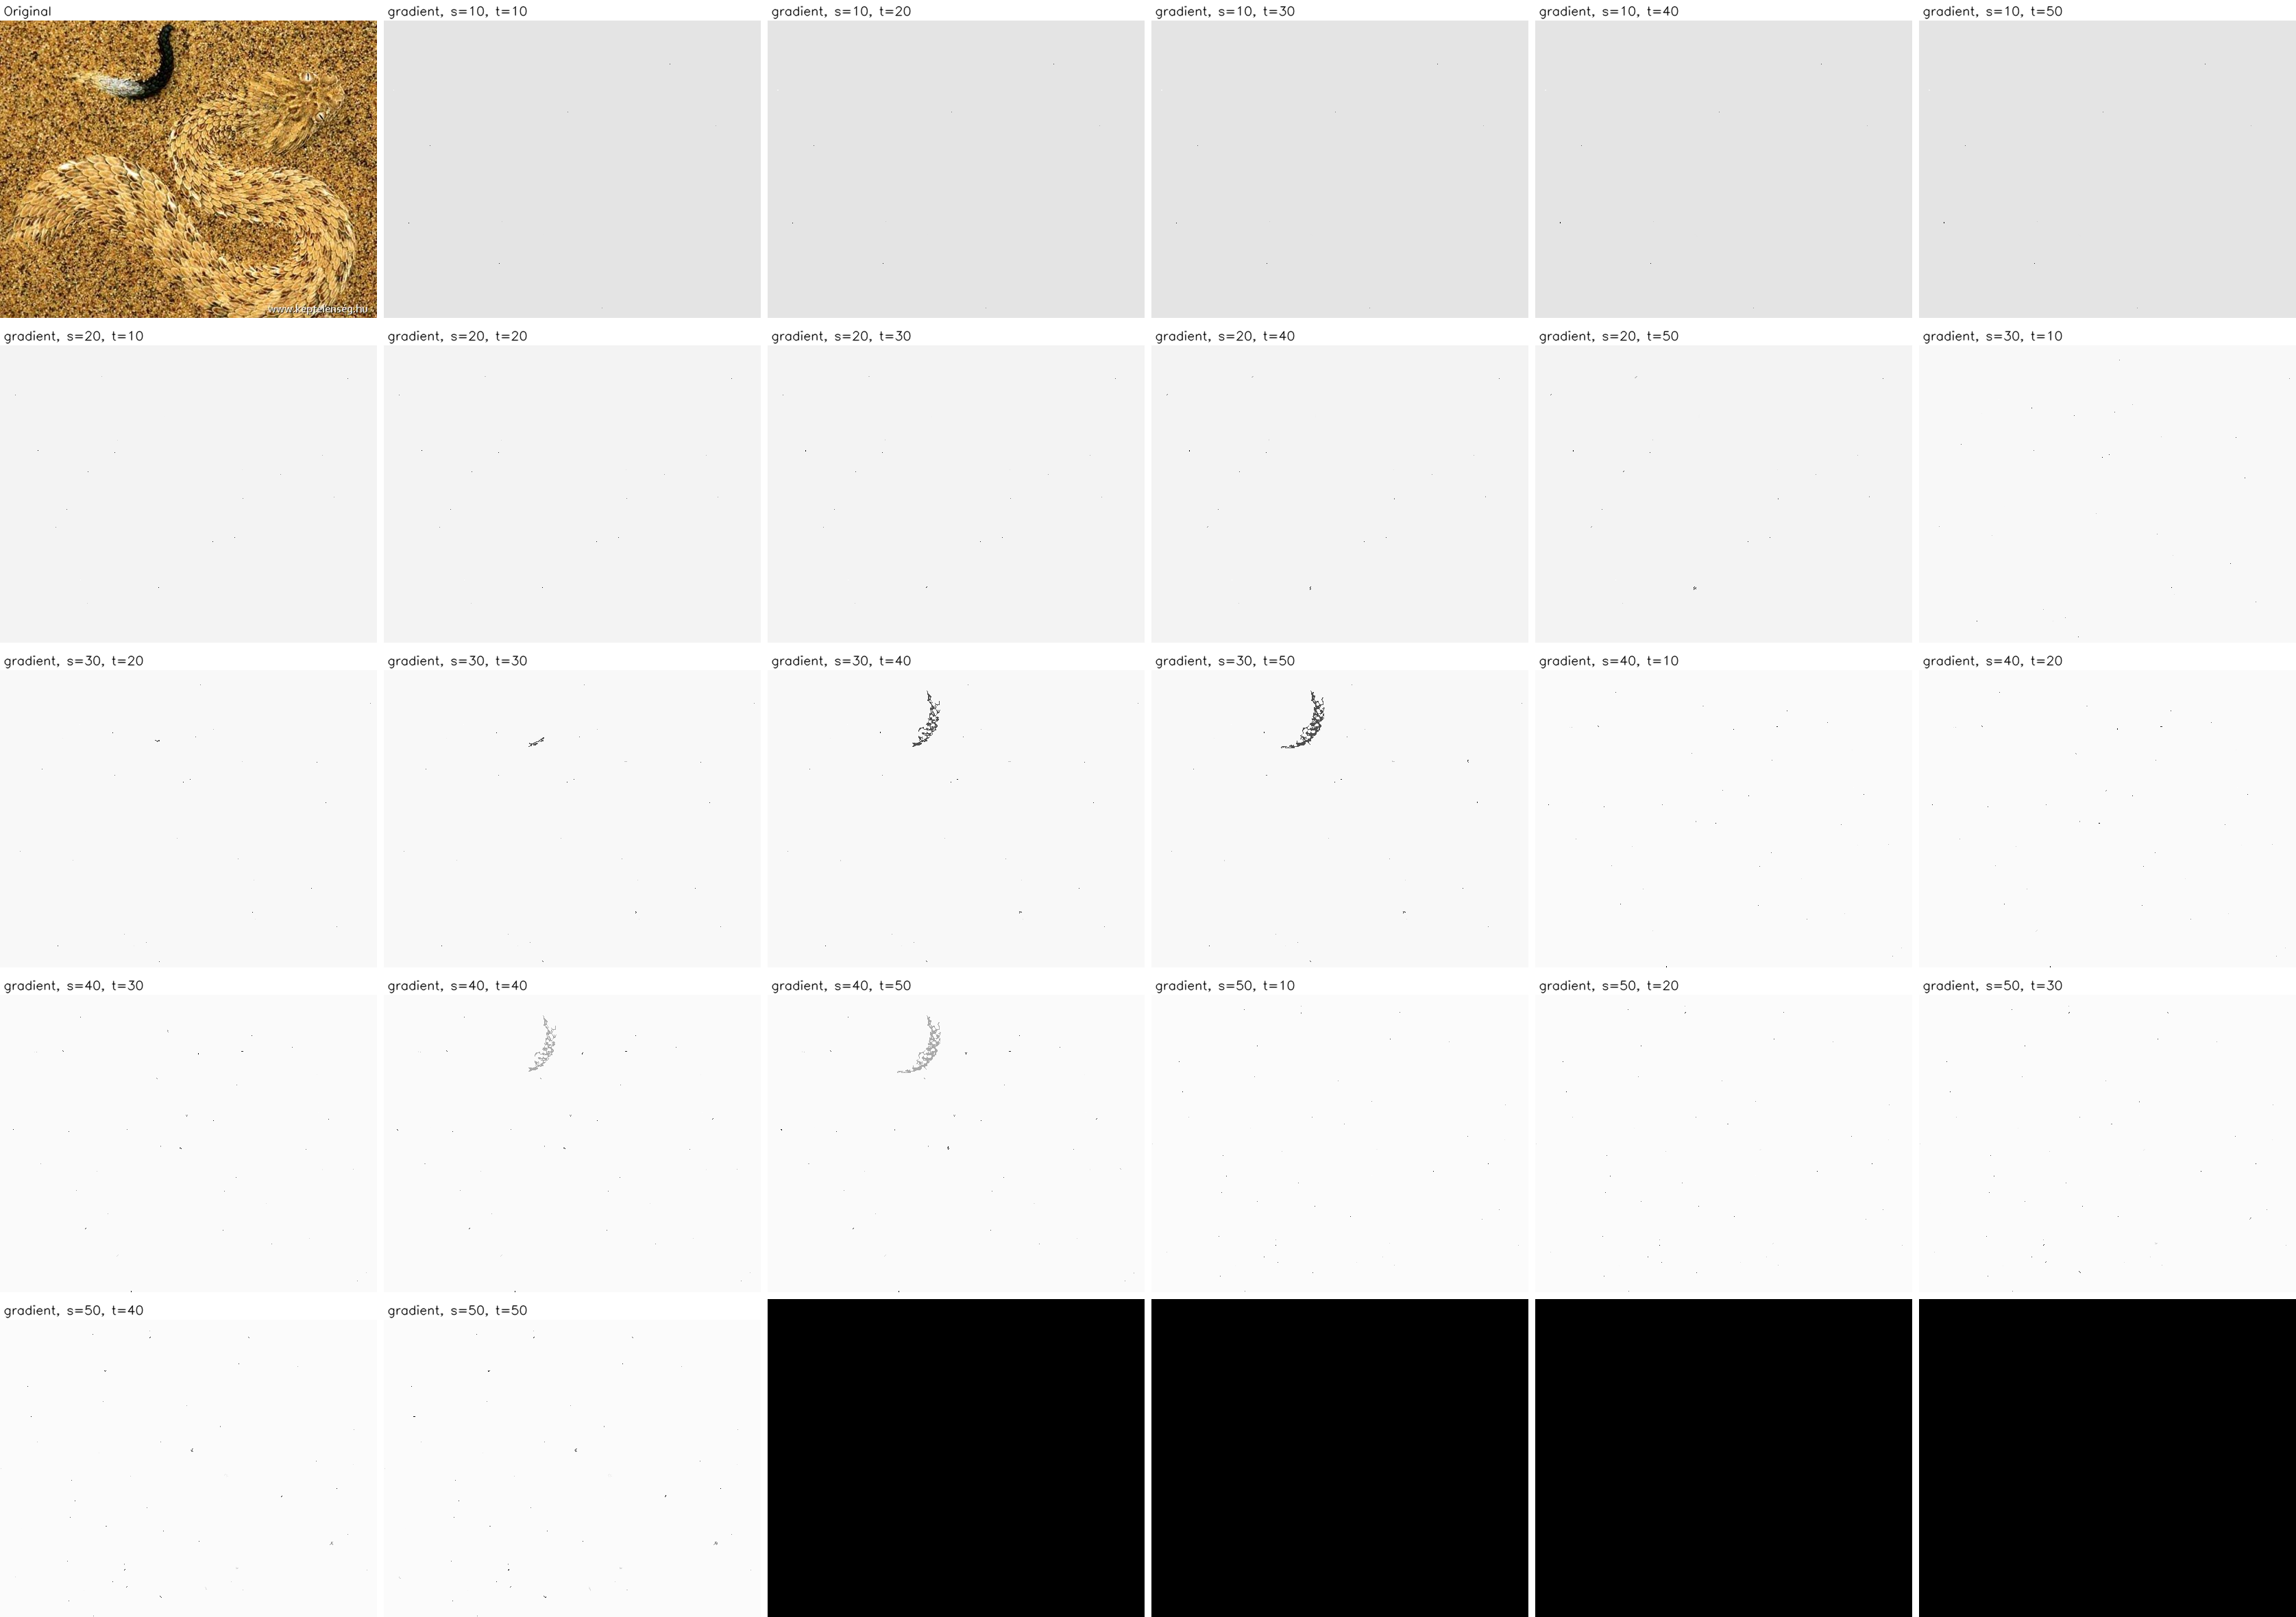 Original
gradient, s=10, t=10
gradient, s=10, t=20
gradient, s=10, t=30
gradient, s=10, t=40
gradient, s=10, t=50
www.keptelenseg.hu
gradient, s=20, t=10
gradient, s=20, t=20
gradient, s=20, t=30
gradient, s=20, t=40
gradient, s=20, t=50
gradient, s=30, t=10
gradient, s=30, t=20
gradient, s=30, t=30
gradient, s=30, t=40
gradient, s=30, t=50
gradient, s=40, t=10
gradient, s=40, t=20
gradient, s=40, t=30
gradient, s=40, t=40
gradient, s=40, t=50
gradient, s=50, t=10
gradient, s=50, t=20
gradient, s=50, t=30
gradient, s=50, t=40
gradient, s=50, t=50